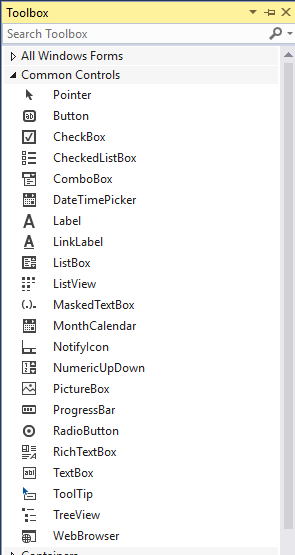 Toolbox
Search Toolbox
All Windows Forms
Common Controls
Pointer
Button
CheckBox
CheckedListBox
ComboBox
DateTimePicker
Label
LinkLabel
ListBox
ListView
MaskedTextBox
MonthCalendar
NotifyIcon
NumericUpDown
PictureBox
ProgressBar
RadioButton
RichTextBox
TextBox
ToolTip
TreeView
WebBrowser
Containers